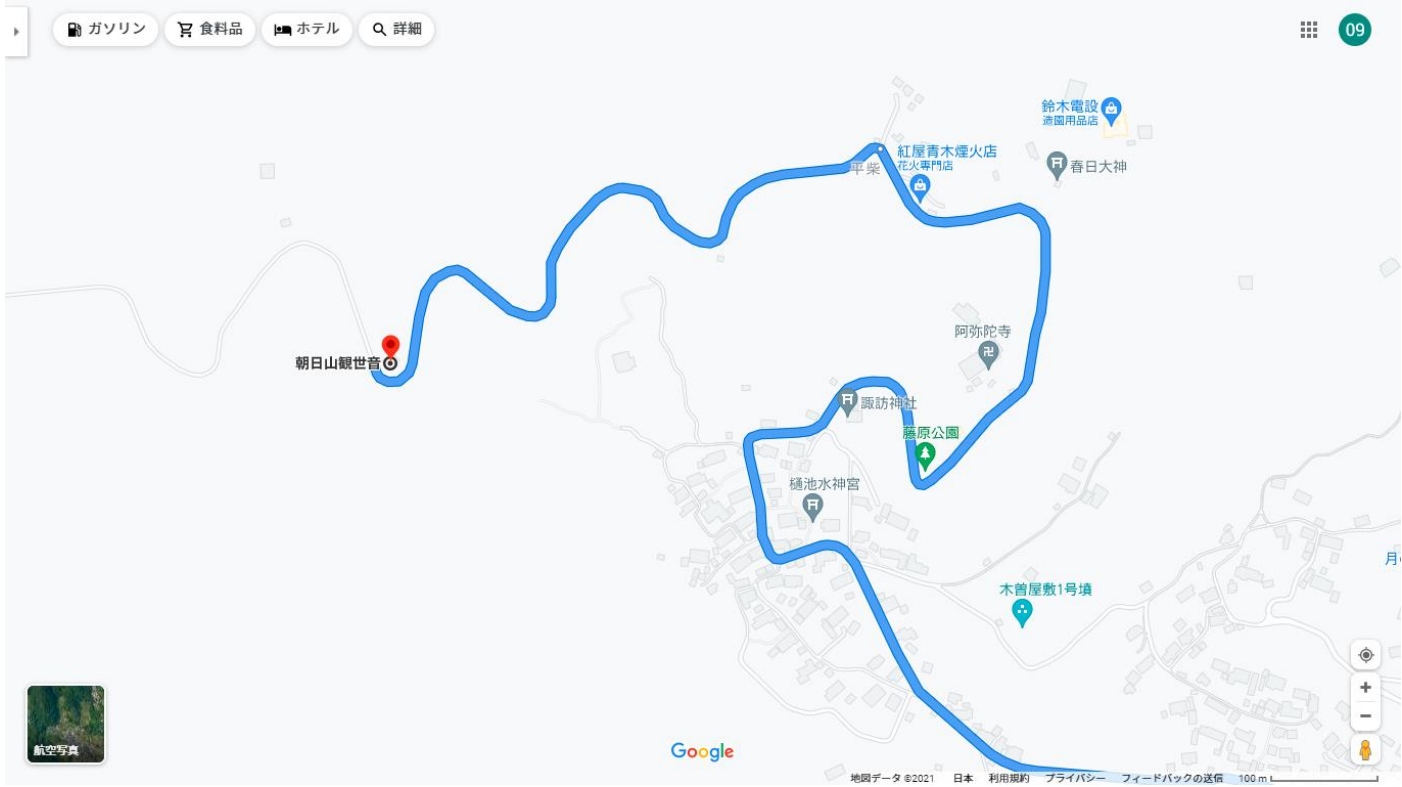 ガソリン
食料品
ホテル
詳細
09
鈴木電設
造園用品店
紅屋青木煙火店
花火専門店
平柴
春日大神
阿弥陀寺
朝日山観世音
諏訪神社
藤原公園
樋池水神宮
木曽屋敷1号墳
航空写真
Google
地図データ ©2021 日本 利用規約 プライバシー フィードバックの送信 100 m